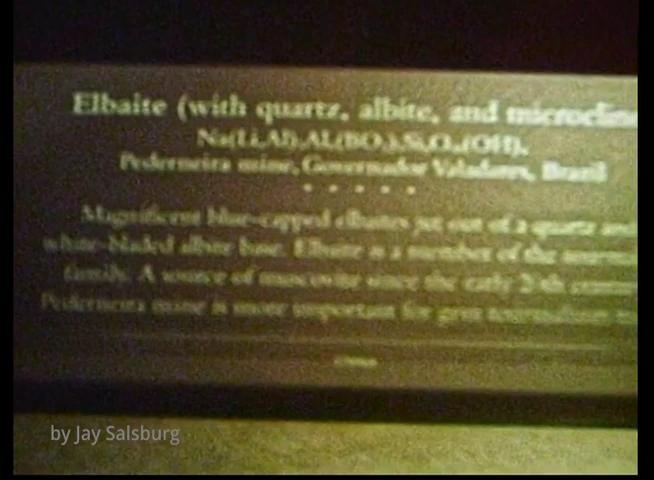 Elbaite (with quartz, albite, and microcline
Na(Li,Al)₃Al₆(BO₃)₃Si₆O₁₈(OH)₄
Pederneira mine, Governador Valadares, Brazil
Magnificent blue-capped elbaites jut out of a quartz and
white-bladed albite base. Elbaite is a member of the
family. A source of muscovite since the early 20th
Pederneira mine is more important for gem tourmaline
by Jay Salsburg